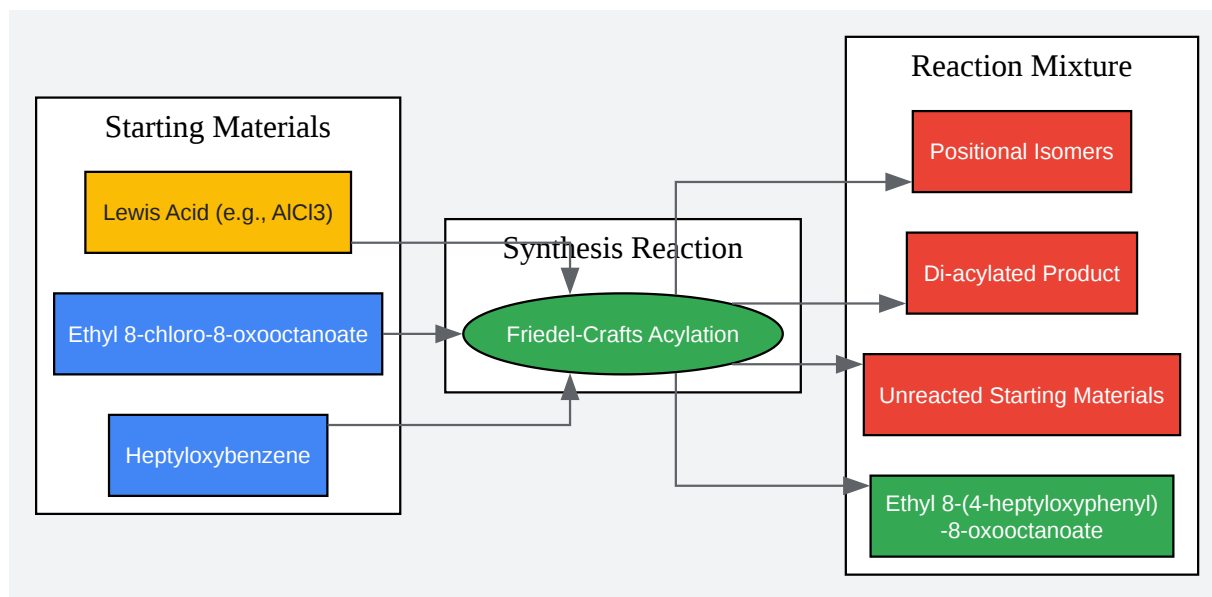 Starting Materials
Lewis Acid (e.g., AlCl3)
Ethyl 8-chloro-8-oxooctanoate
Heptyloxybenzene
Synthesis Reaction
Friedel-Crafts Acylation
Reaction Mixture
Positional Isomers
Di-acylated Product
Unreacted Starting Materials
Ethyl 8-(4-heptyloxyphenyl)
-8-oxooctanoate